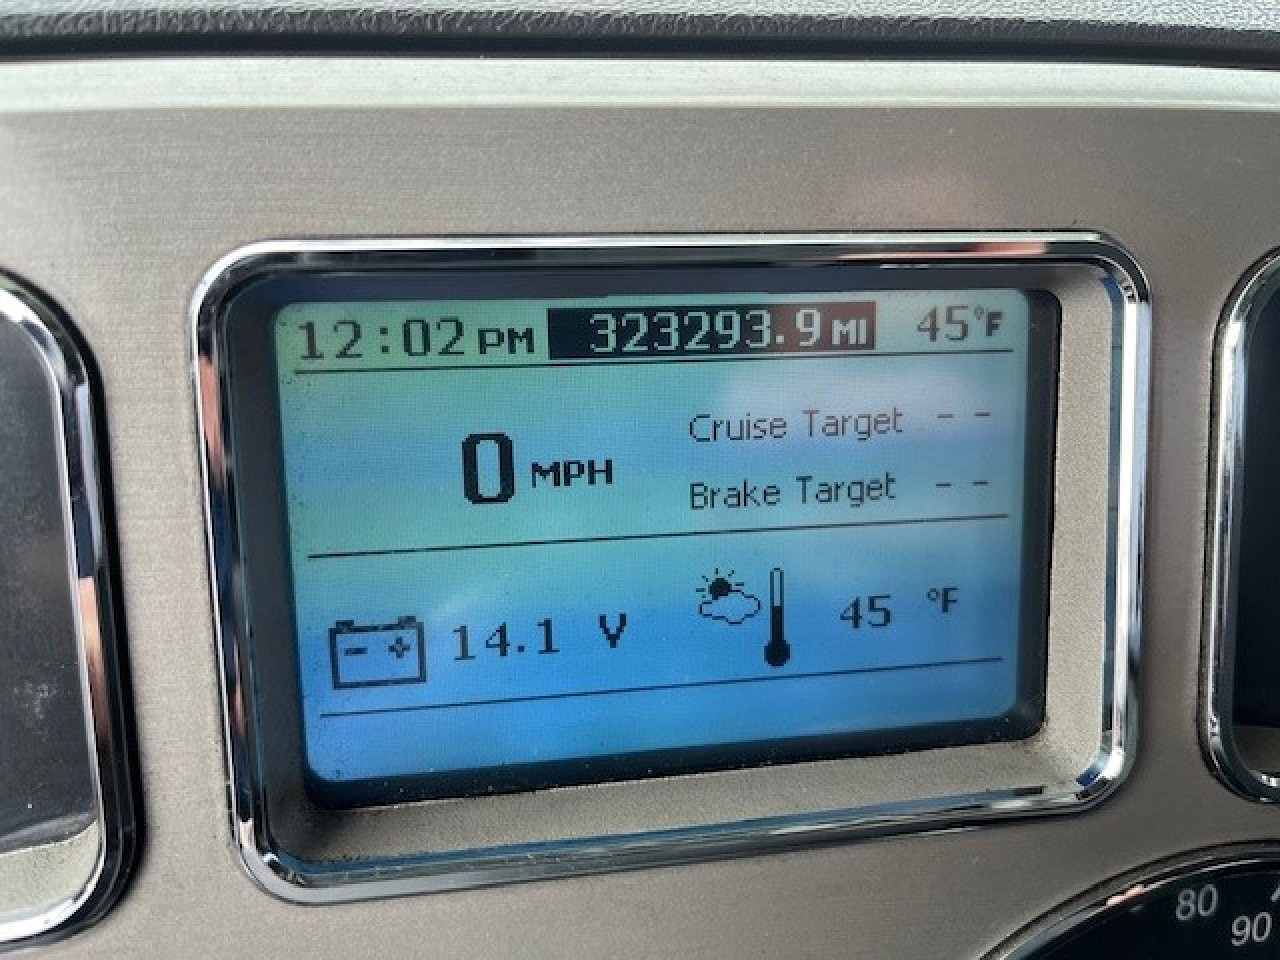 12:02 PM 323293.9 MI 45°F
0 MPH
Cruise Target --
Brake Target --
- + 14.1 V 45 °F
80
90